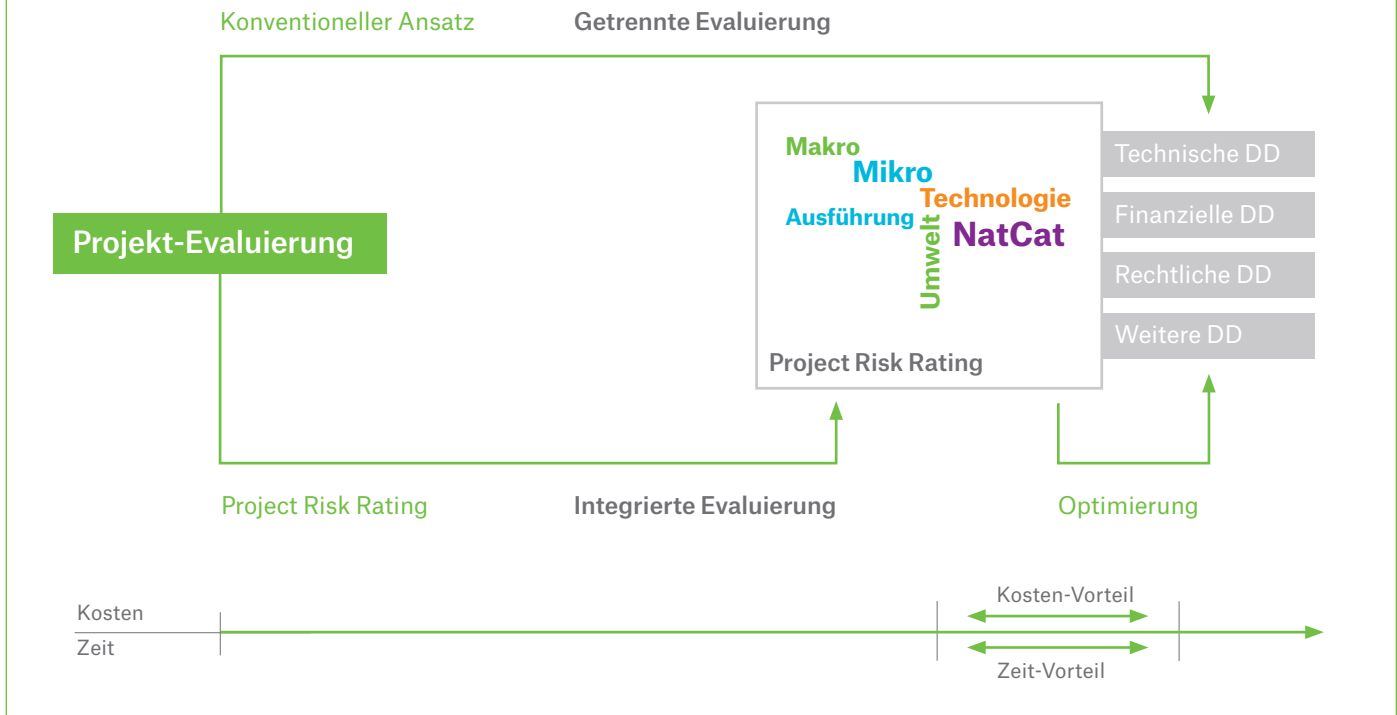 Konventioneller Ansatz
Getrennte Evaluierung
Projekt-Evaluierung
Makro
Mikro
Technologie
Ausführung
Umwelt
NatCat
Project Risk Rating
Technische DD
Finanzielle DD
Rechtliche DD
Weitere DD
Project Risk Rating
Integrierte Evaluierung
Optimierung
Kosten
Zeit
Kosten-Vorteil
Zeit-Vorteil